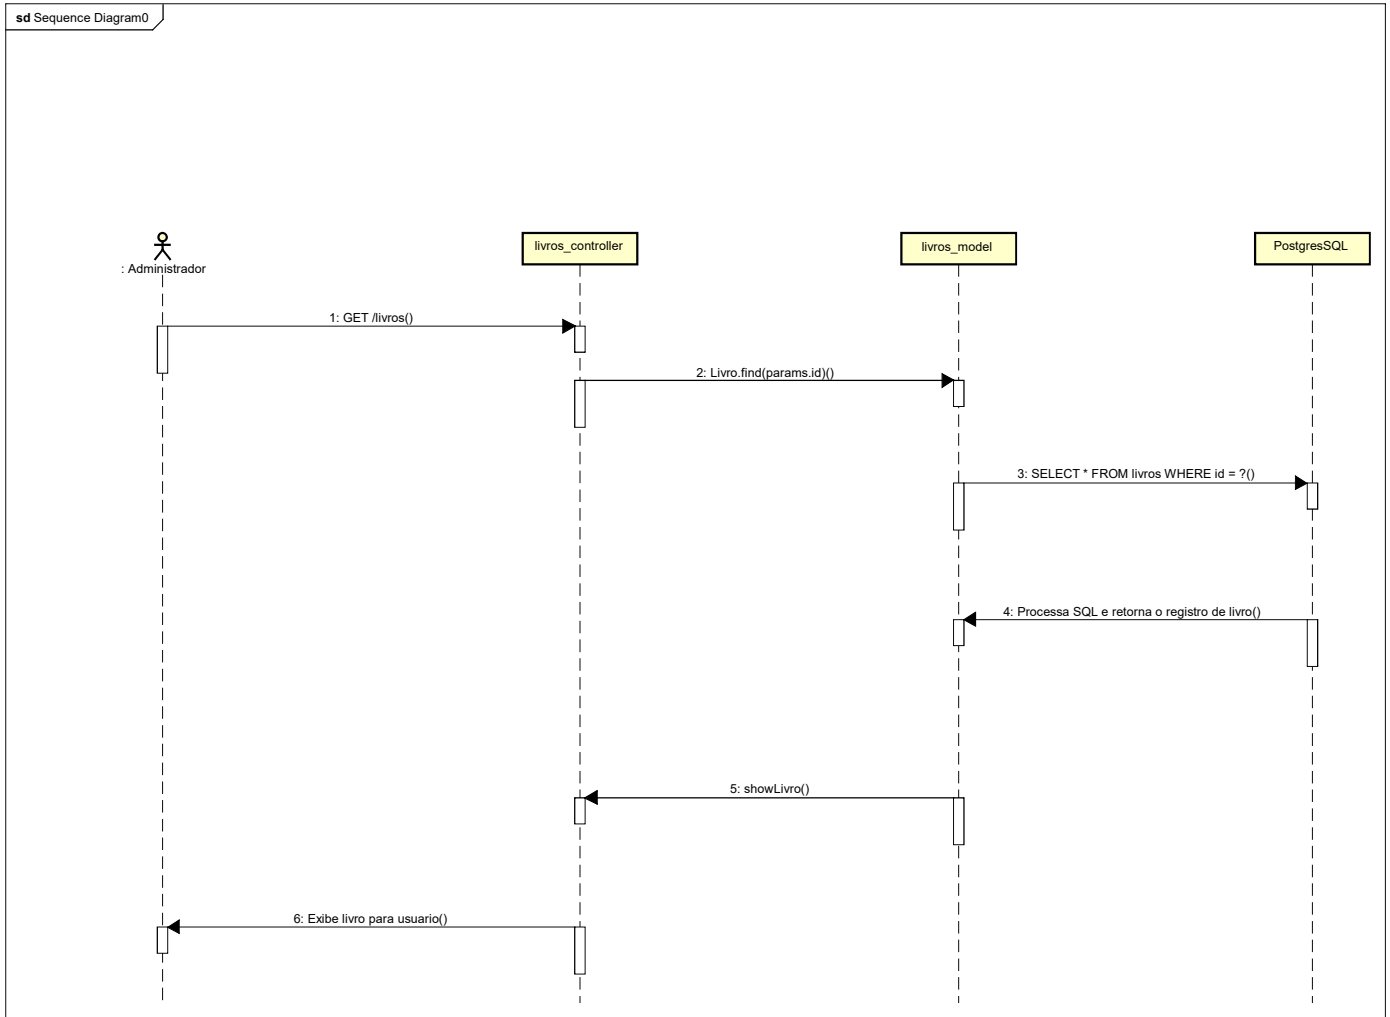 sd Sequence Diagram0
: Administrador
livros_controller
livros_model
PostgresSQL
1: GET /livros()
2: Livro.find(params.id)()
3: SELECT * FROM livros WHERE id = ?()
4: Processa SQL e retorna o registro de livro()
5: showLivro()
6: Exibe livro para usuario()